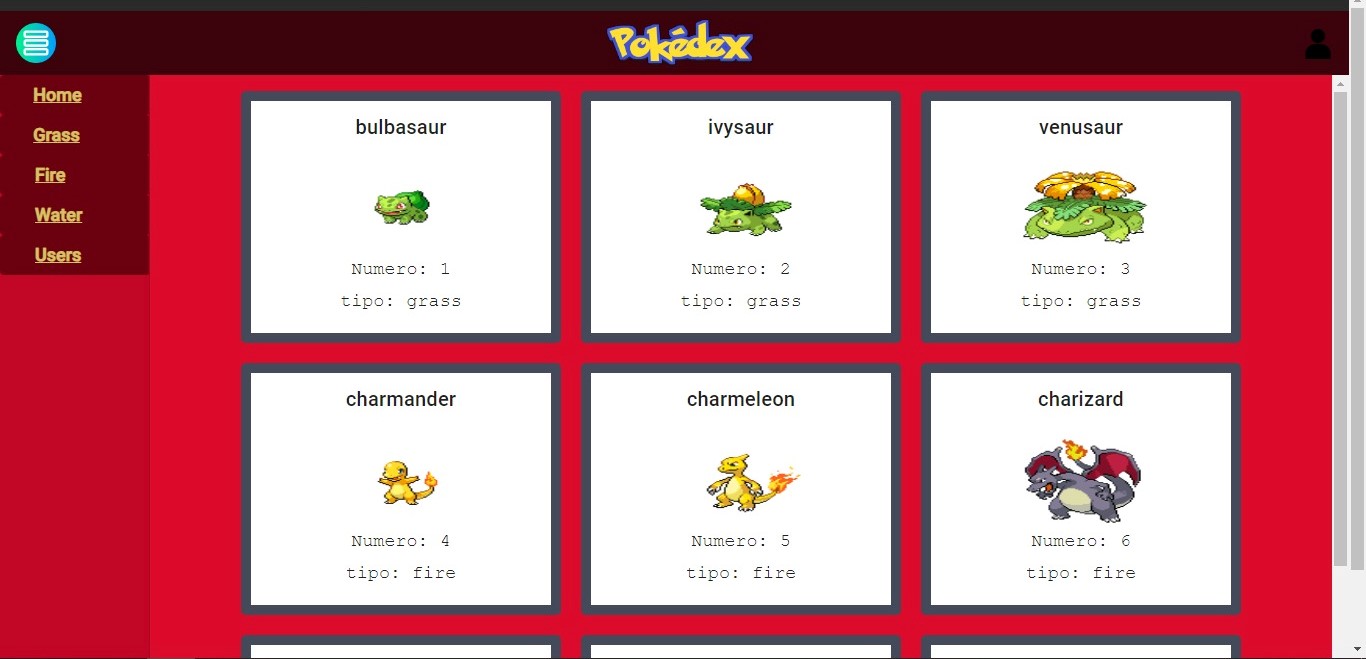 Pokédex
Home
Grass
Fire
Water
Users
bulbasaur
Numero: 1
tipo: grass
ivysaur
Numero: 2
tipo: grass
venusaur
Numero: 3
tipo: grass
charmander
Numero: 4
tipo: fire
charmeleon
Numero: 5
tipo: fire
charizard
Numero: 6
tipo: fire